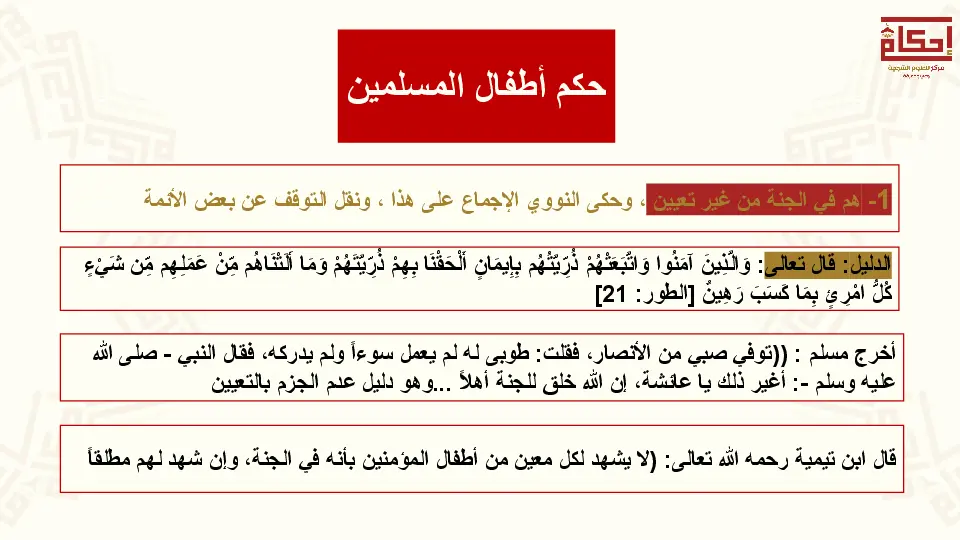 إحكام
مركز للعلوم الشرعية
حكم أطفال المسلمين
1- هم في الجنة من غير تعيين ، وحكى النووي الإجماع على هذا ، ونقل التوقف عن بعض الأئمة
الدليل: قال تعالى: وَالَّذِينَ آمَنُوا وَاتَّبَعَتْهُمْ ذُرِّيَّتُهُم بِإِيمَانٍ أَلْحَقْنَا بِهِمْ ذُرِّيَّتَهُمْ وَمَا أَلَتْنَاهُم مِّنْ عَمَلِهِم مِّن شَيْءٍ
كُلُّ امْرِئٍ بِمَا كَسَبَ رَهِينٌ [الطور: 21]
أخرج مسلم : ((توفي صبي من الأنصار، فقلت: طوبى له لم يعمل سوءاً ولم يدركه، فقال النبي - صلى الله
عليه وسلم -: أغير ذلك يا عائشة، إن الله خلق للجنة أهلاً ...وهو دليل عدم الجزم بالتعيين
قال ابن تيمية رحمه الله تعالى: (لا يشهد لكل معين من أطفال المؤمنين بأنه في الجنة، وإن شهد لهم مطلقاً